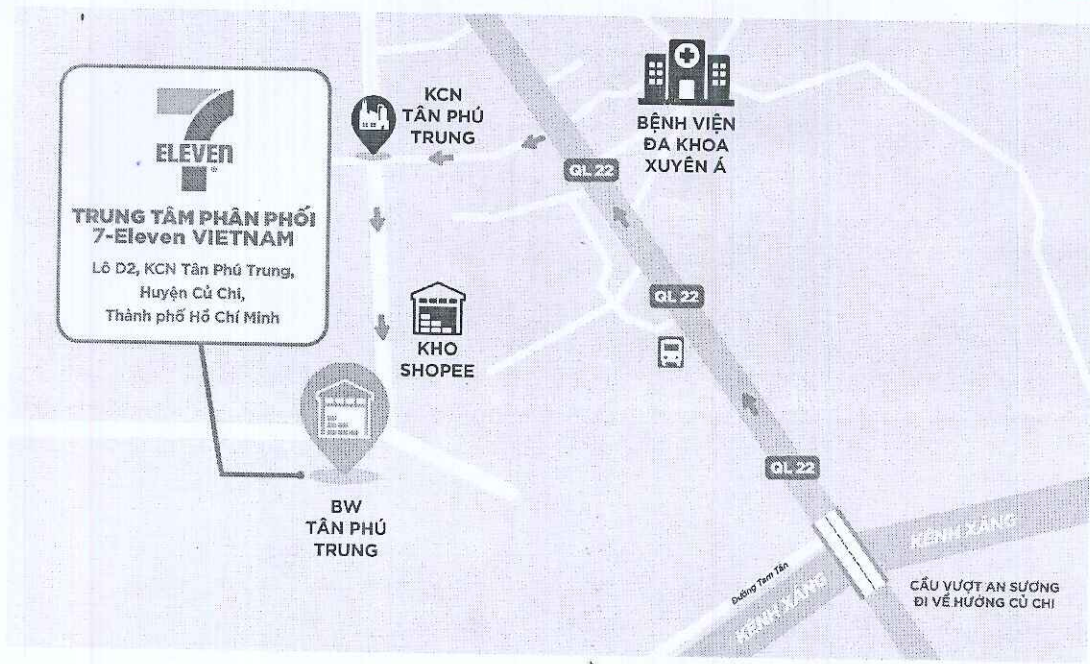 7
ELEVEN
®
TRUNG TÂM PHÂN PHỐI
7-Eleven VIETNAM
Lô D2, KCN Tân Phú Trung,
Huyện Củ Chi,
Thành phố Hồ Chí Minh
KCN
TÂN PHÚ
TRUNG
BỆNH VIỆN
ĐA KHOA
XUYÊN Á
QL 22
QL 22
KHO
SHOPEE
QL 22
BW
TÂN PHÚ
TRUNG
KÊNH XÁNG
Đường Tam Tân
KÊNH XÁNG
CẦU VƯỢT AN SƯƠNG
ĐI VỀ HƯỚNG CỦ CHI